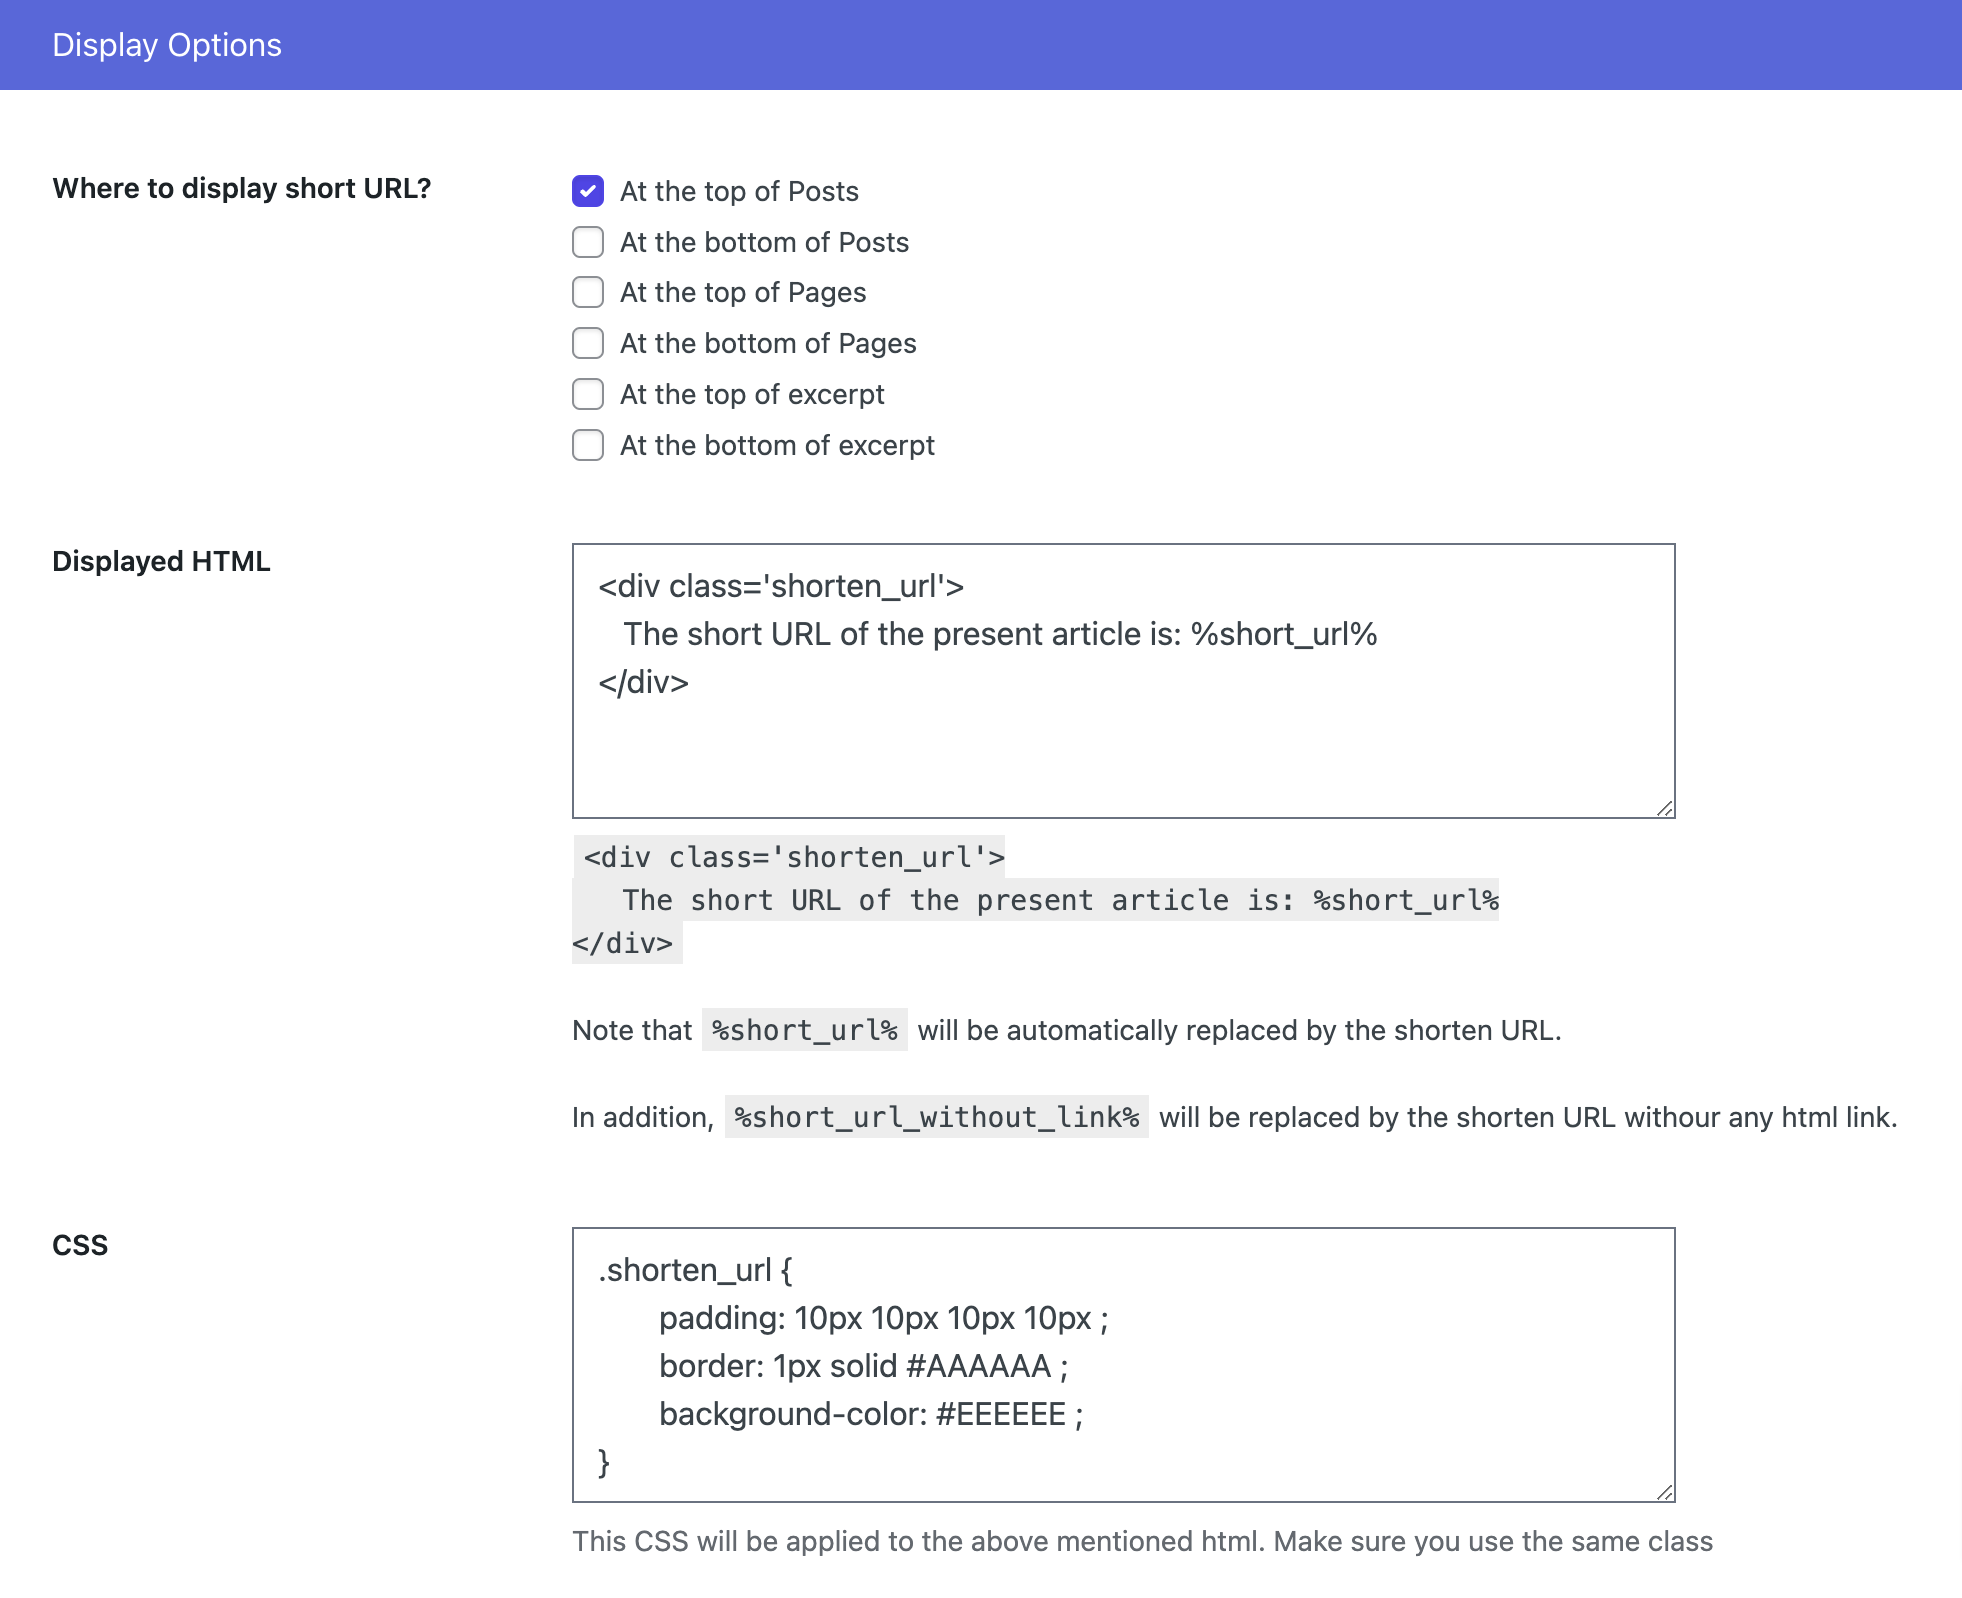 Display Options
Where to display short URL?
At the top of Posts
At the bottom of Posts
At the top of Pages
At the bottom of Pages
At the top of excerpt
At the bottom of excerpt
Displayed HTML
<div class='shorten_url'>
   The short URL of the present article is: %short_url%
</div>
<div class='shorten_url'>
   The short URL of the present article is: %short_url%
</div>
Note that %short_url% will be automatically replaced by the shorten URL.
In addition, %short_url_without_link% will be replaced by the shorten URL withour any html link.
CSS
.shorten_url {
	padding: 10px 10px 10px 10px ;
	border: 1px solid #AAAAAA ;
	background-color: #EEEEEE ;
}
This CSS will be applied to the above mentioned html. Make sure you use the same class